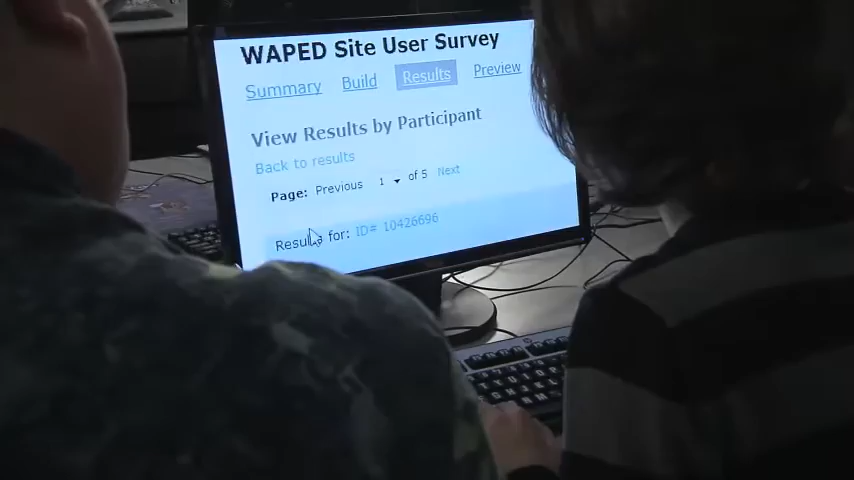 WAPED Site User Survey
Summary Build Results Preview
View Results by Participant
Back to results
Page: Previous 1 of 5 Next
Results for: ID# 10426696